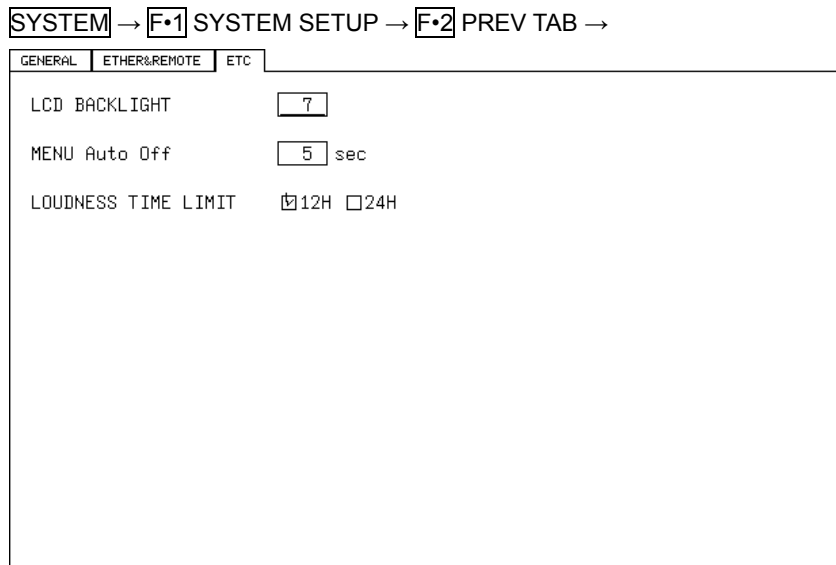 SYSTEM → F•1 SYSTEM SETUP → F•2 PREV TAB →
GENERAL ETHER&REMOTE ETC
LCD BACKLIGHT 7
MENU Auto Off 5 sec
LOUDNESS TIME LIMIT ☑12H ☐24H